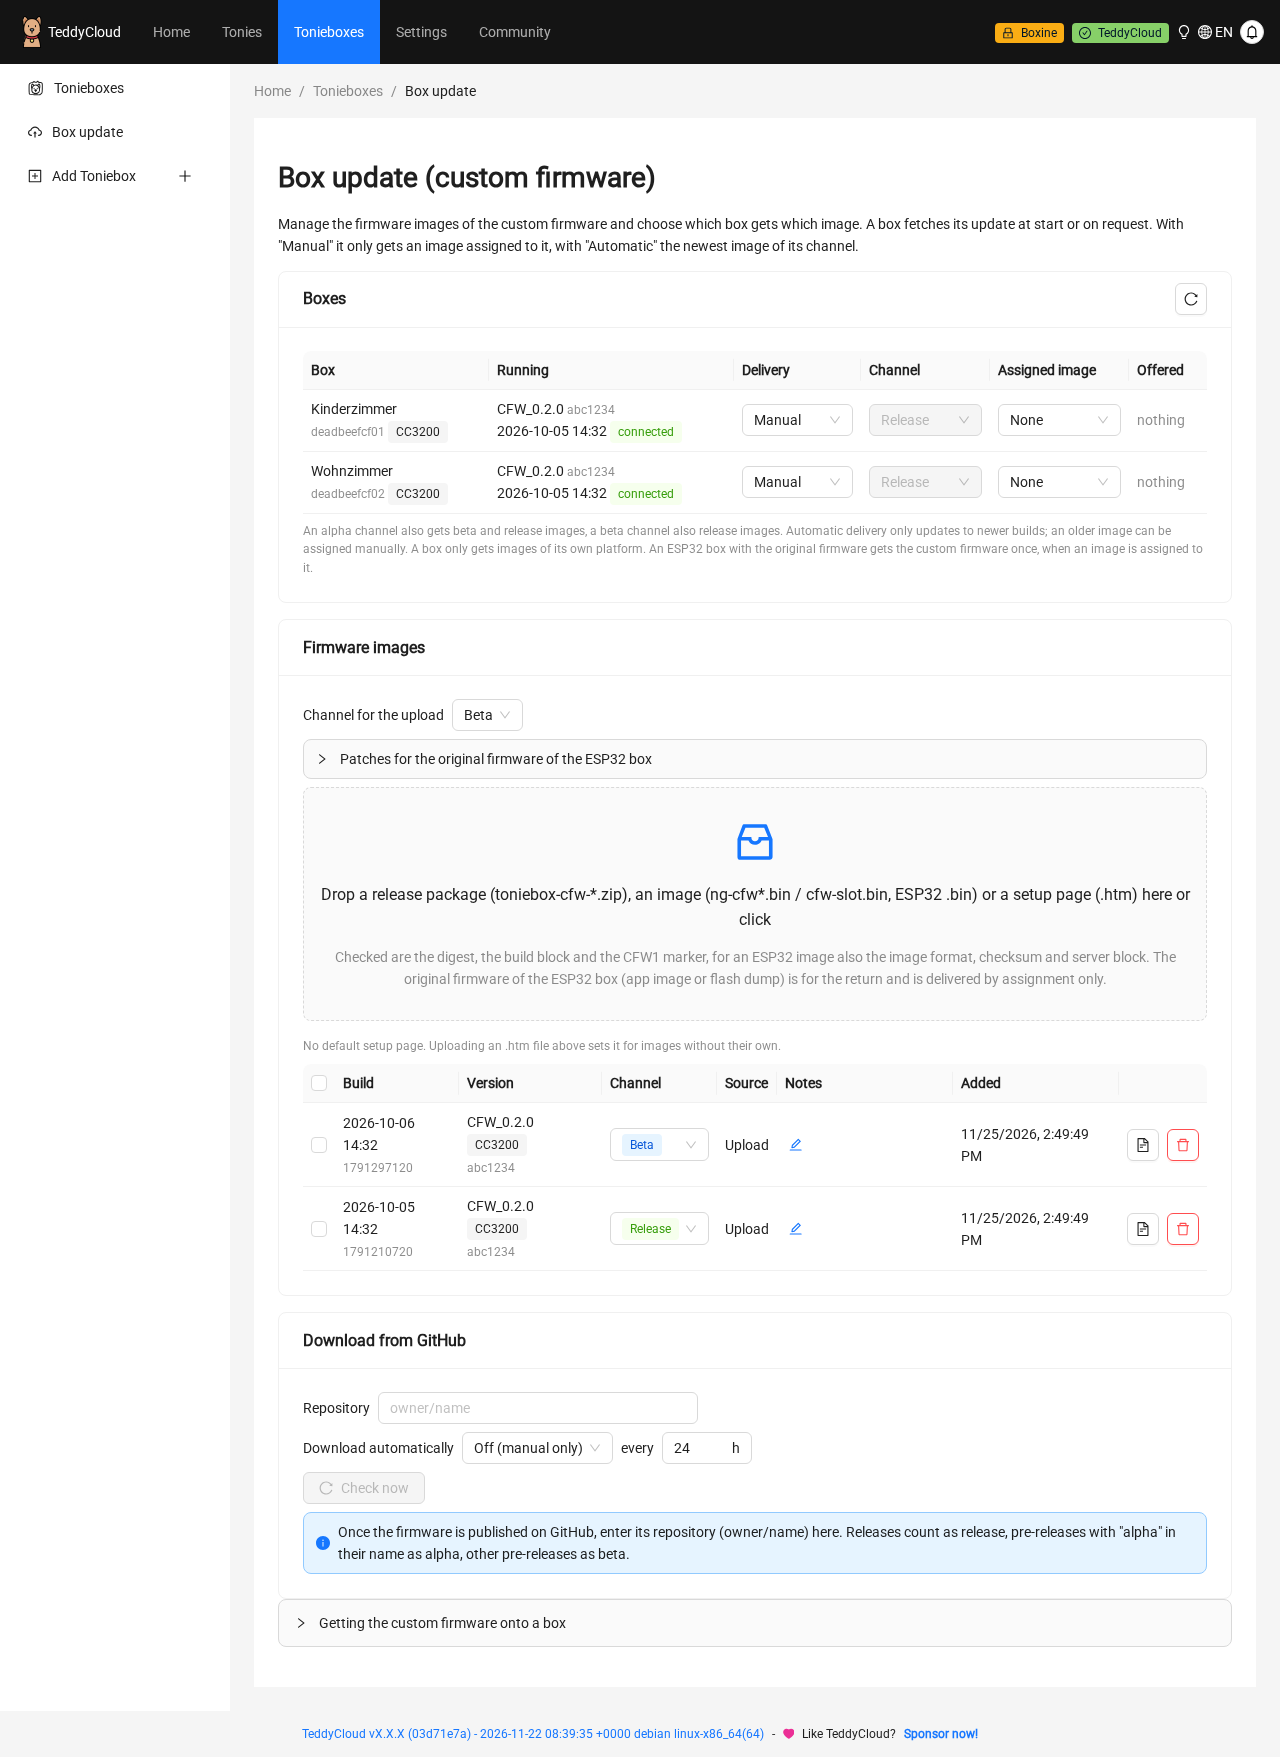 TeddyCloud Home Tonies Tonieboxes Settings Community Boxine TeddyCloud EN
Tonieboxes
Box update
Add Toniebox
Home / Tonieboxes / Box update
Box update (custom firmware)
Manage the firmware images of the custom firmware and choose which box gets which image. A box fetches its update at start or on request. With
"Manual" it only gets an image assigned to it, with "Automatic" the newest image of its channel.
Boxes
Box Running Delivery Channel Assigned image Offered
Kinderzimmer CFW_0.2.0 abc1234
deadbeefcf01 CC3200 2026-10-05 14:32 connected
Manual Release None nothing
Wohnzimmer CFW_0.2.0 abc1234
deadbeefcf02 CC3200 2026-10-05 14:32 connected
Manual Release None nothing
An alpha channel also gets beta and release images, a beta channel also release images. Automatic delivery only updates to newer builds; an older image can be
assigned manually. A box only gets images of its own platform. An ESP32 box with the original firmware gets the custom firmware once, when an image is assigned to
it.
Firmware images
Channel for the upload Beta
Patches for the original firmware of the ESP32 box
Drop a release package (toniebox-cfw-*.zip), an image (ng-cfw*.bin / cfw-slot.bin, ESP32 .bin) or a setup page (.htm) here or
click
Checked are the digest, the build block and the CFW1 marker, for an ESP32 image also the image format, checksum and server block. The
original firmware of the ESP32 box (app image or flash dump) is for the return and is delivered by assignment only.
No default setup page. Uploading an .htm file above sets it for images without their own.
Build Version Channel Source Notes Added
2026-10-06
14:32
1791297120
CFW_0.2.0
CC3200
abc1234
Beta Upload
11/25/2026, 2:49:49
PM
2026-10-05
14:32
1791210720
CFW_0.2.0
CC3200
abc1234
Release Upload
11/25/2026, 2:49:49
PM
Download from GitHub
Repository owner/name
Download automatically Off (manual only) every 24 h
Check now
Once the firmware is published on GitHub, enter its repository (owner/name) here. Releases count as release, pre-releases with "alpha" in
their name as alpha, other pre-releases as beta.
Getting the custom firmware onto a box
TeddyCloud vX.X.X (03d71e7a) - 2026-11-22 08:39:35 +0000 debian linux-x86_64(64) - Like TeddyCloud? Sponsor now!